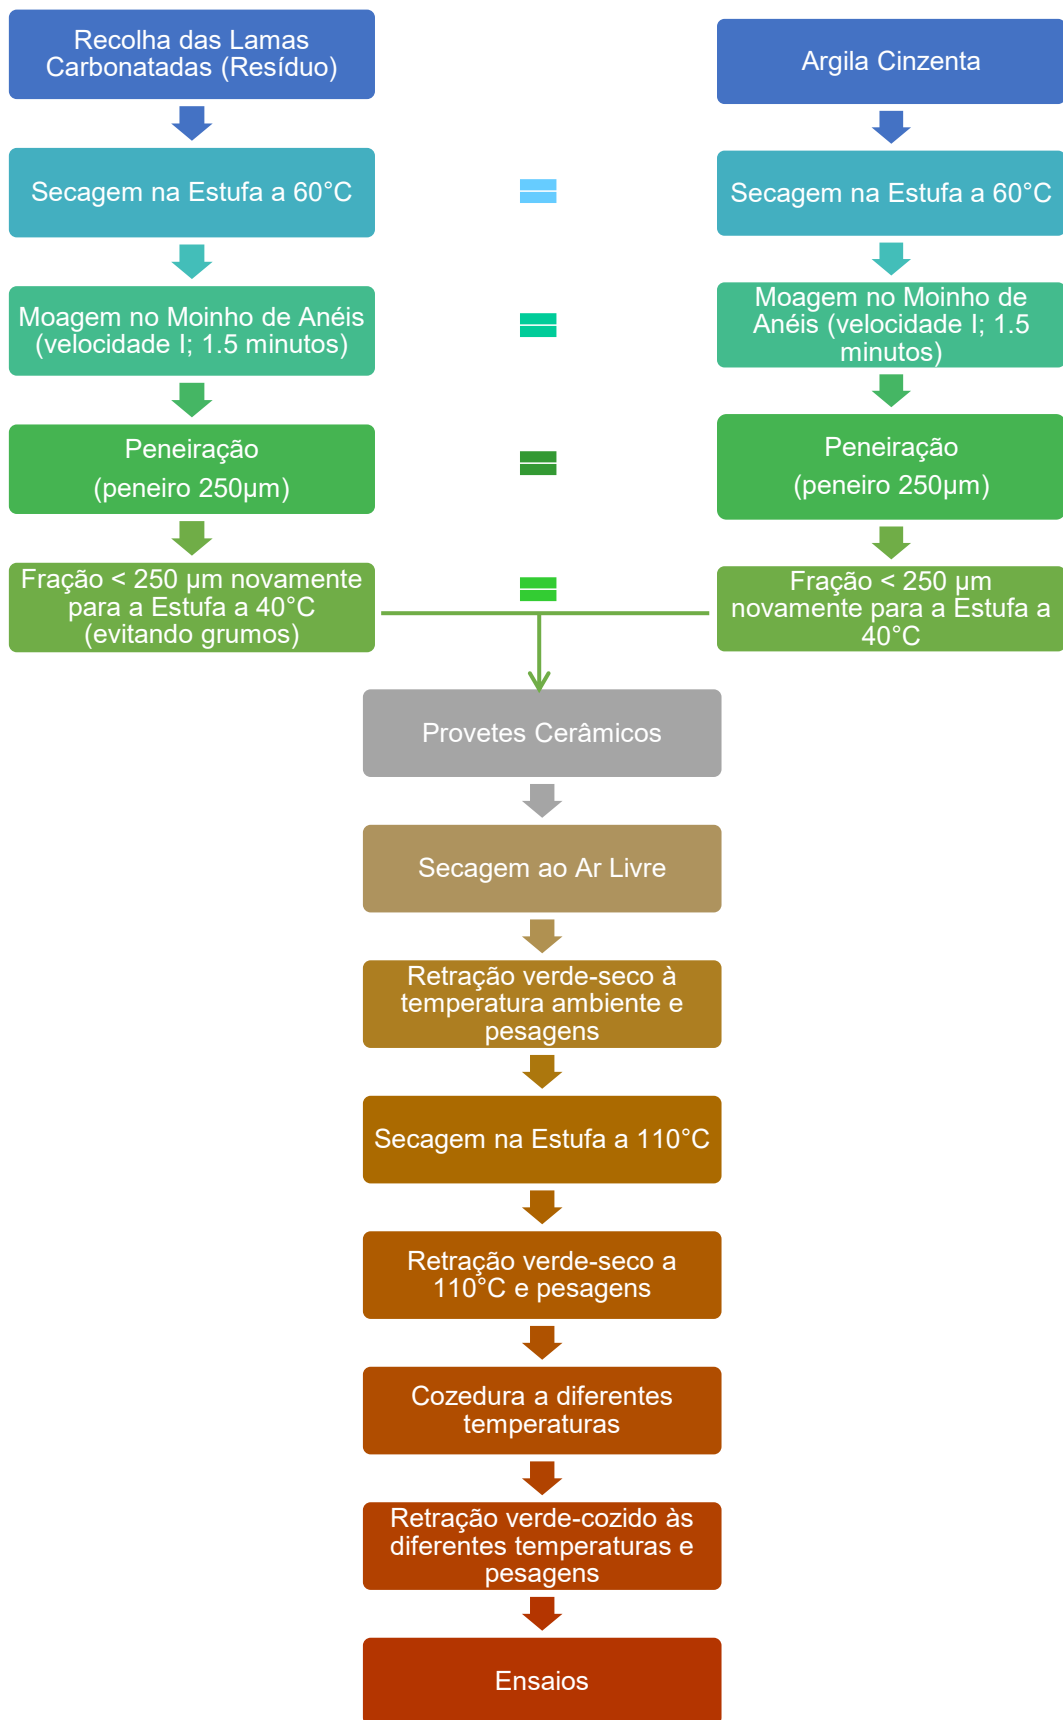 Recolha das Lamas
Carbonatadas (Resíduo)
Secagem na Estufa a 60°C
Moagem no Moinho de Anéis
(velocidade I; 1.5 minutos)
Peneiração
(peneiro 250µm)
Fração < 250 µm novamente
para a Estufa a 40°C
(evitando grumos)
Argila Cinzenta
Secagem na Estufa a 60°C
Moagem no Moinho de
Anéis (velocidade I; 1.5
minutos)
Peneiração
(peneiro 250µm)
Fração < 250 µm
novamente para a Estufa a
40°C
Provetes Cerâmicos
Secagem ao Ar Livre
Retração verde-seco à
temperatura ambiente e
pesagens
Secagem na Estufa a 110°C
Retração verde-seco a
110°C e pesagens
Cozedura a diferentes
temperaturas
Retração verde-cozido às
diferentes temperaturas e
pesagens
Ensaios